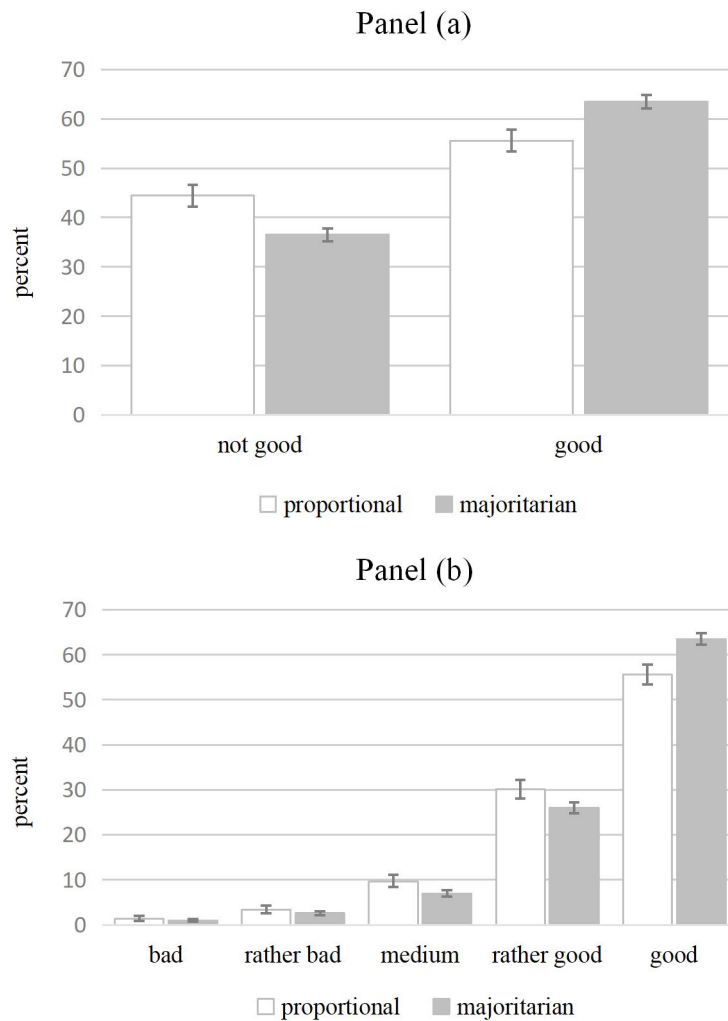 Panel (a)
70
60
50
40
30
20
10
0
percent
not good good
proportional majoritarian
Panel (b)
70
60
50
40
30
20
10
0
percent
bad rather bad medium rather good good
proportional majoritarian